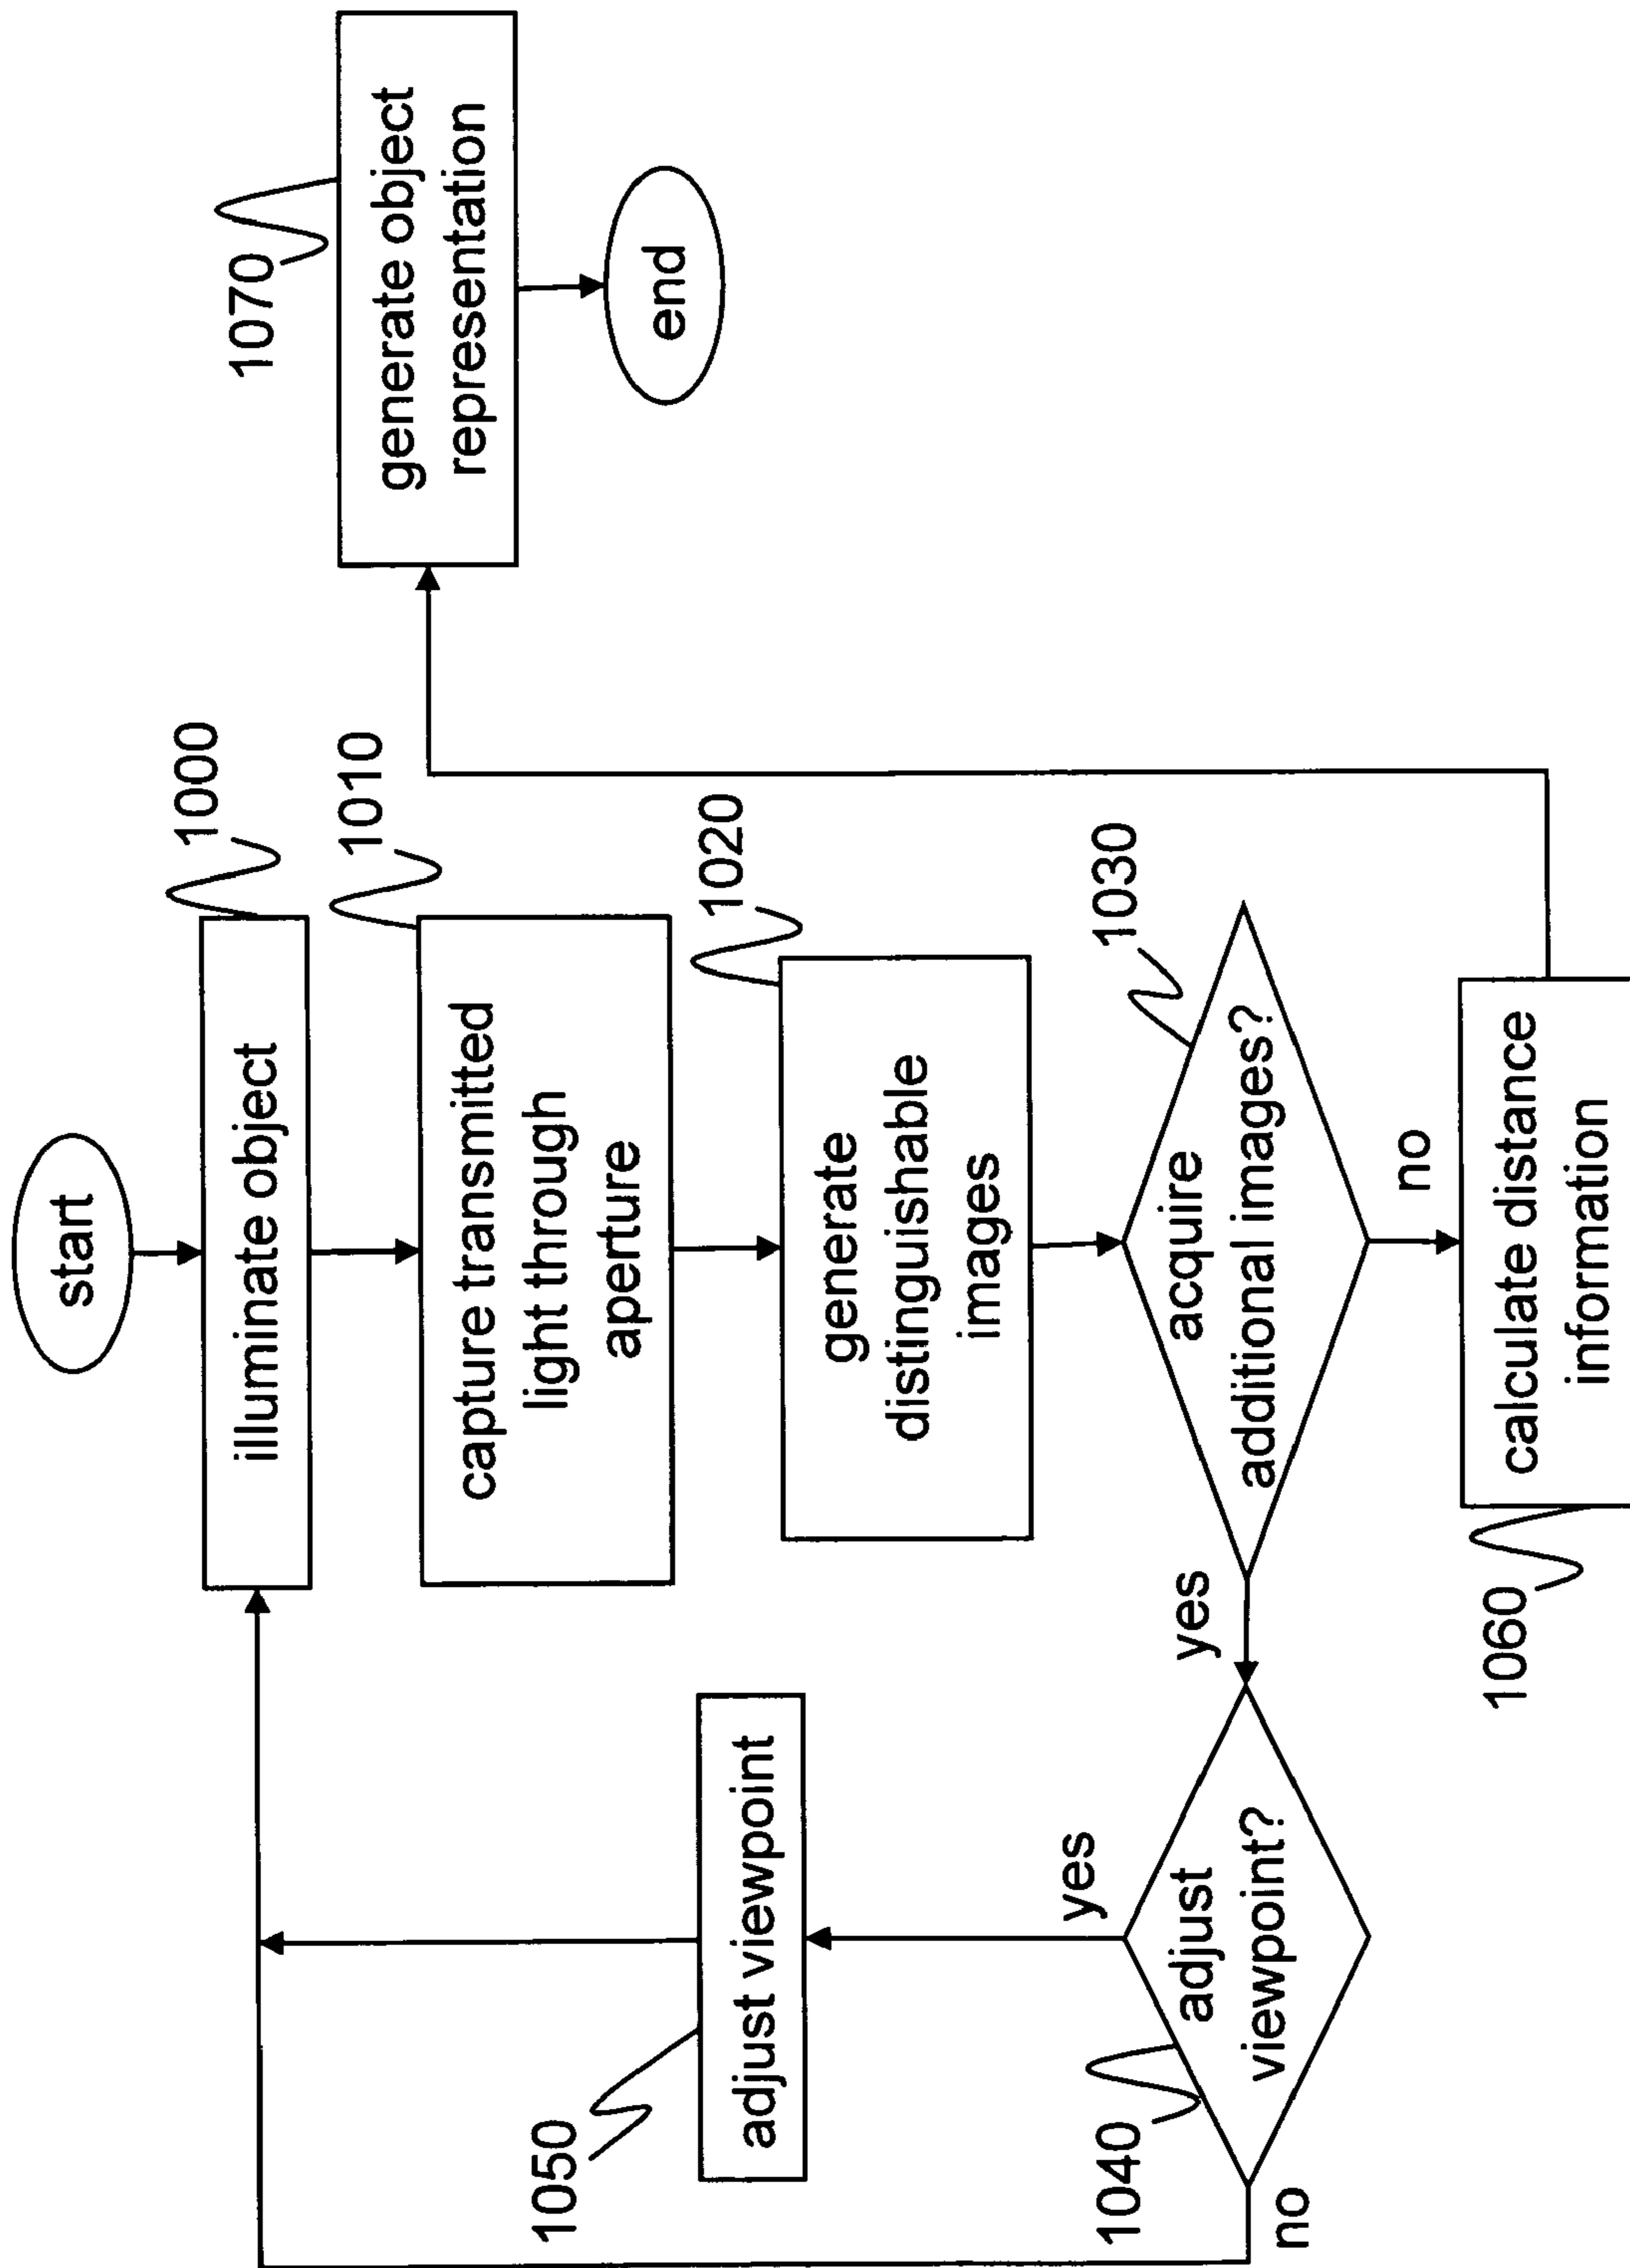 start
illuminate object
1000
capture transmitted
light through
aperture
1010
generate
distinguishable
images
1020
acquire
additional images?
1030
yes
no
adjust
viewpoint?
1040
yes
no
adjust viewpoint
1050
calculate distance
information
1060
generate object
representation
1070
end